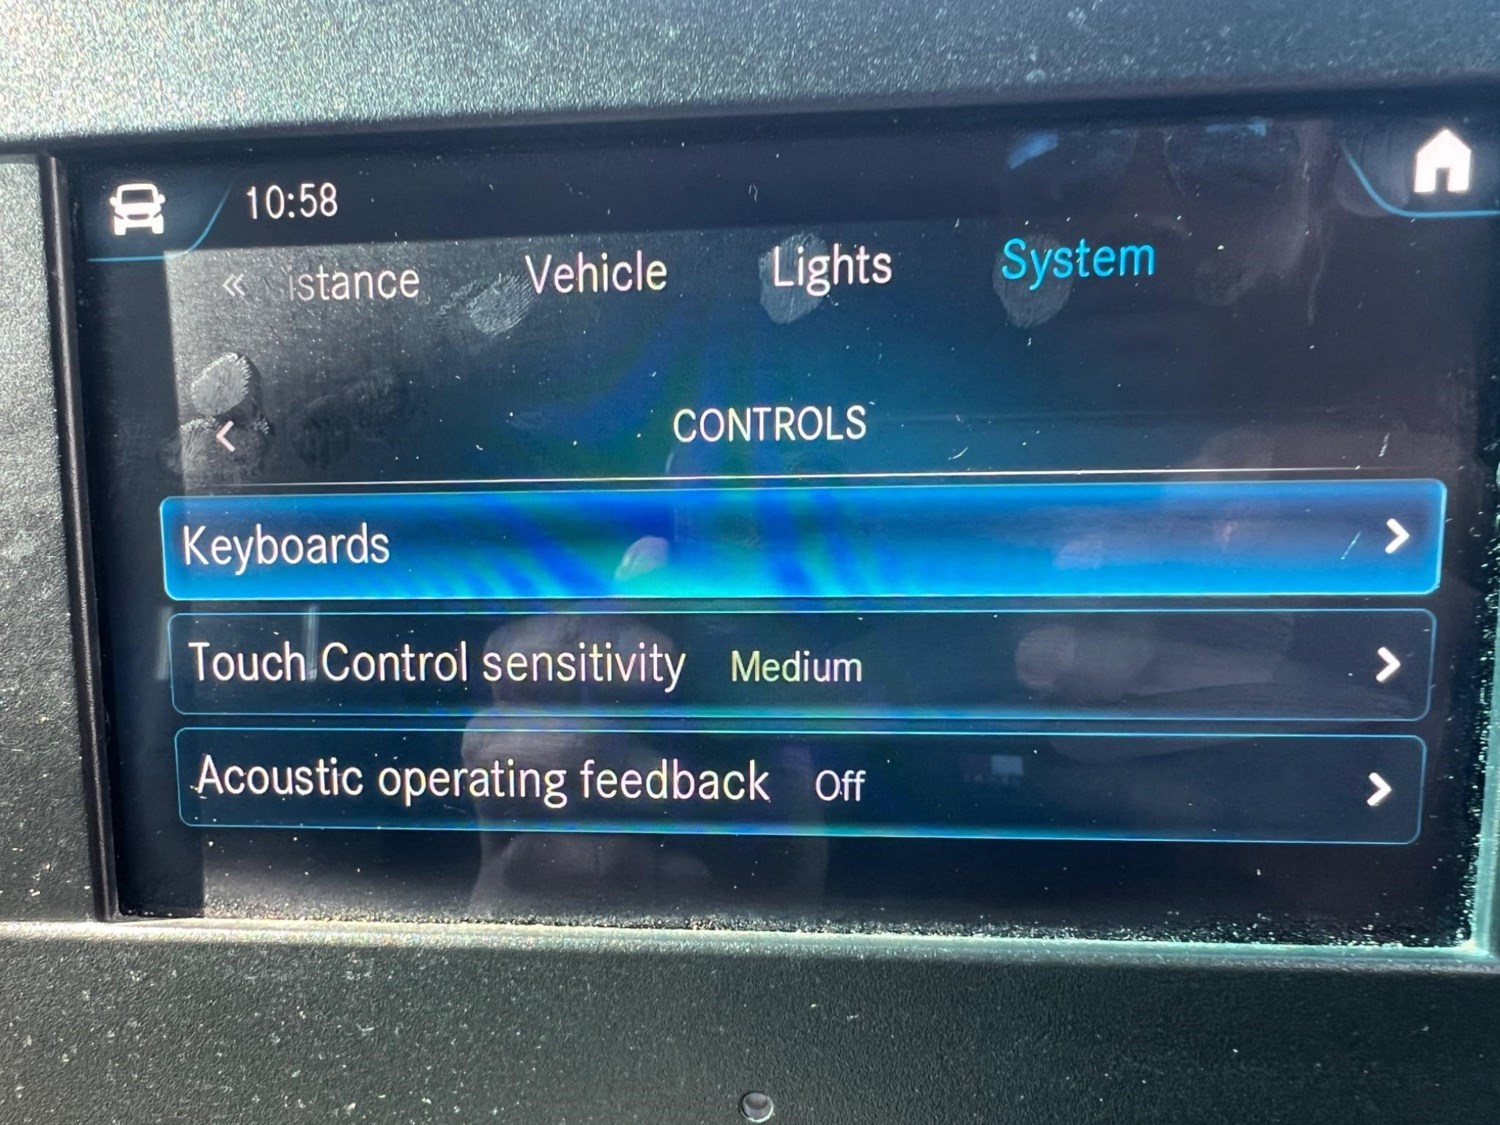 10:58
« istance Vehicle Lights System
CONTROLS
Keyboards
Touch Control sensitivity Medium
Acoustic operating feedback Off